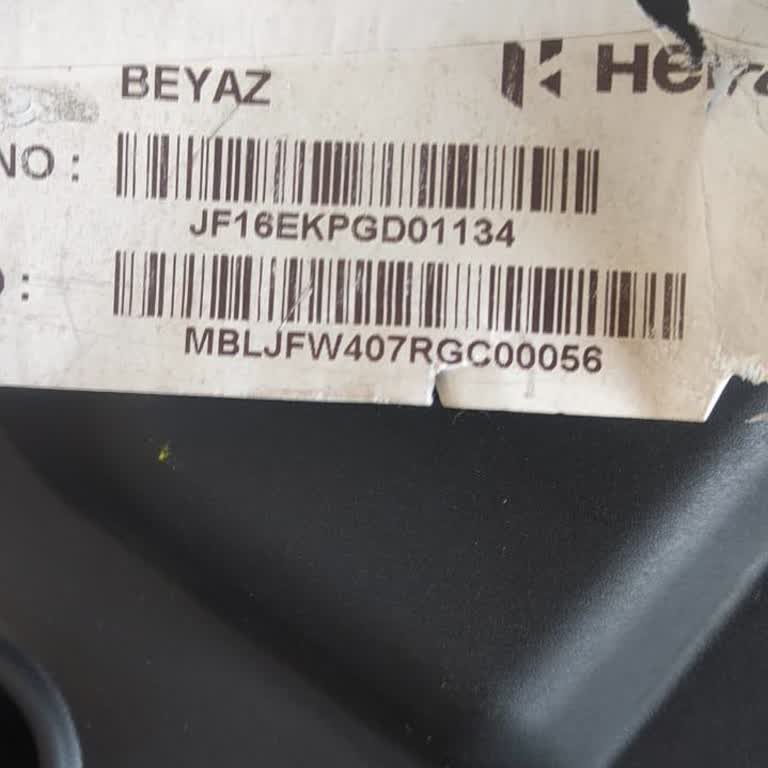 BEYAZ
NO :
JF16EKPGD01134
:
MBLJFW407RGC00056